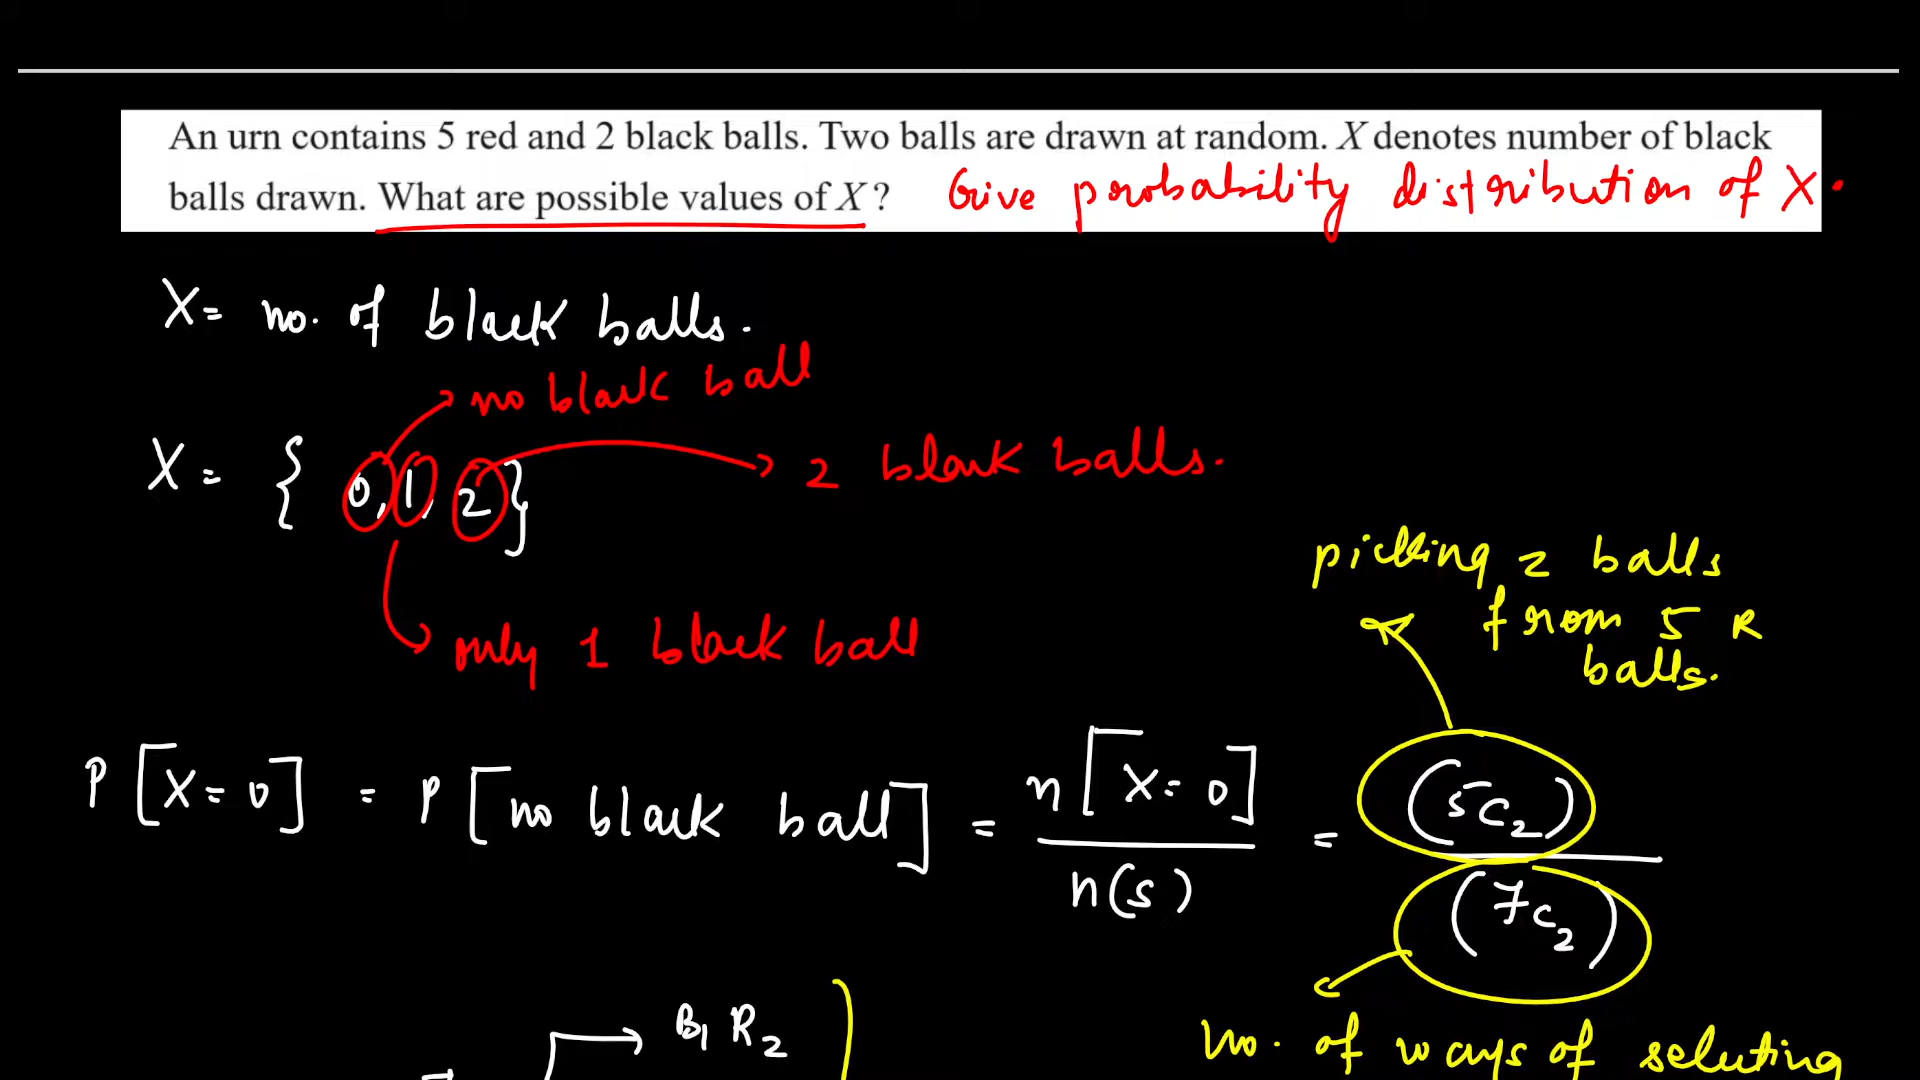 An urn contains 5 red and 2 black balls. Two balls are drawn at random. X denotes number of black
balls drawn. What are possible values of X ? Give probability distribution of X.
X = no. of black balls.
no black ball
X = { 0, 1, 2 }
2 black balls.
only 1 black ball
picking 2 balls
from 5 R
balls.
P [X = 0] = P [no black ball] = n[X = 0] / n(s) = (5C2) / (7C2)
B1 R2
no. of ways of selecting